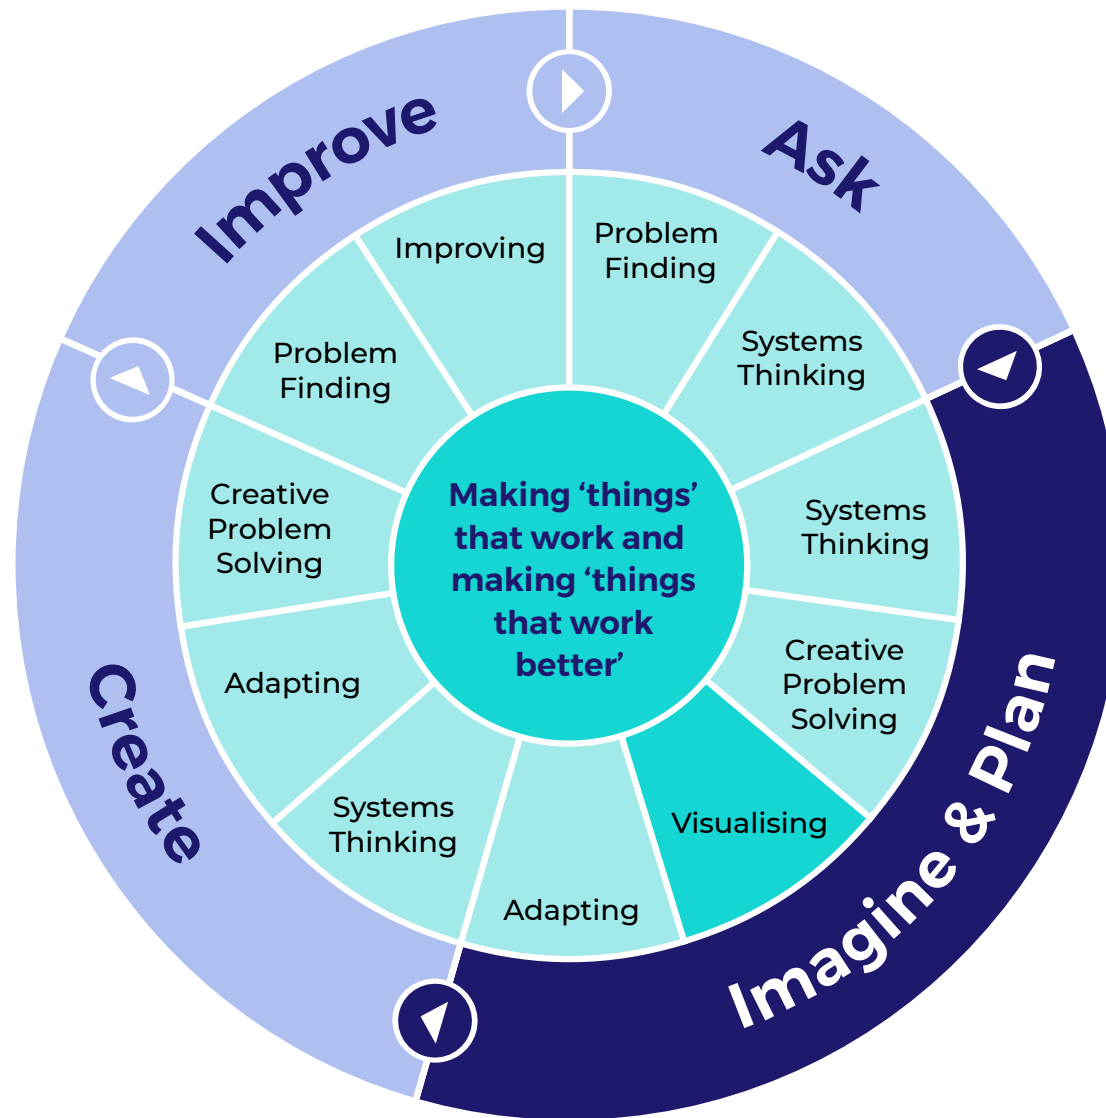 Improve
Ask
Improving
Problem
Finding
Problem
Finding
Systems
Thinking
Creative
Problem
Solving
Making ‘things’
that work and
making ‘things
that work
better’
Systems
Thinking
Adapting
Creative
Problem
Solving
Systems
Thinking
Visualising
Adapting
Create
Imagine & Plan